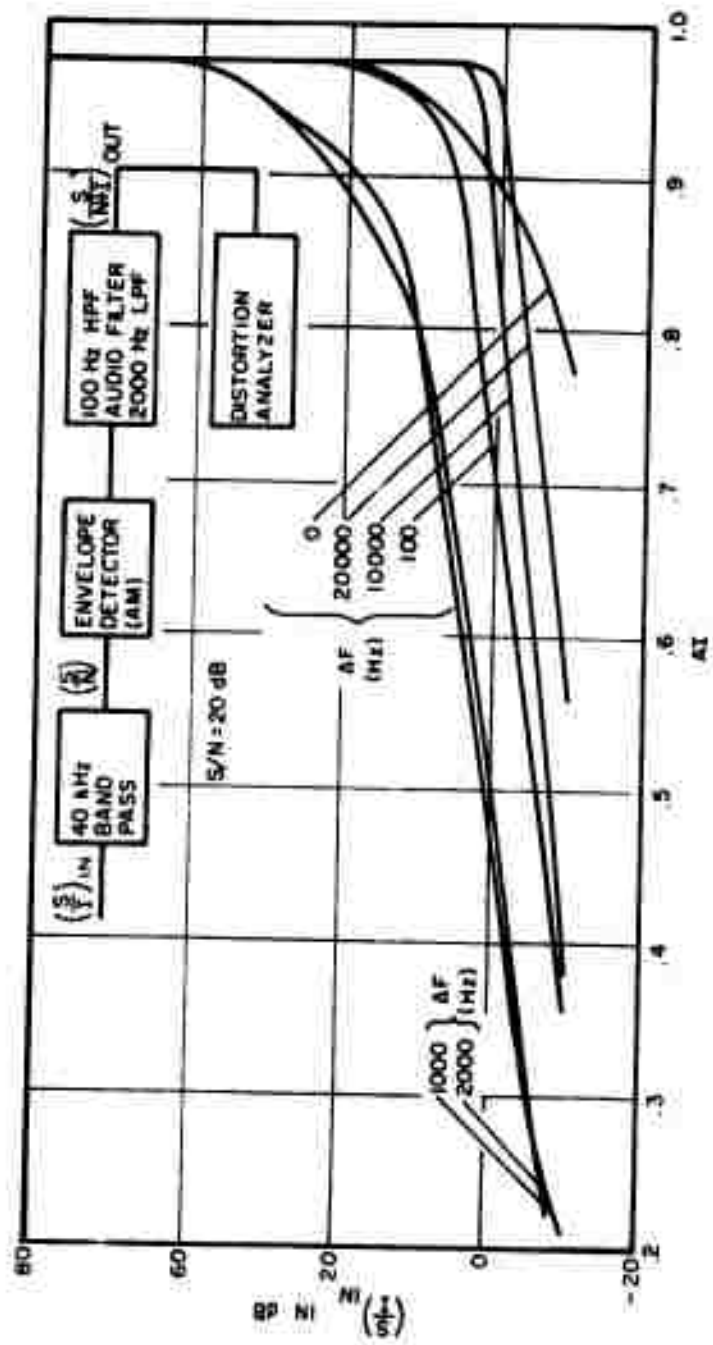 (S/I) IN
40 kHz
BAND
PASS
(S/N)
ENVELOPE
DETECTOR
(AM)
100 Hz HPF
AUDIO FILTER
2000 Hz LPF
(S/N+I) OUT
DISTORTION
ANALYZER
S/N = 20 dB
ΔF
(Hz)
0
20000
10000
100
1000
2000
ΔF
(Hz)
(S/I) IN IN dB
80
60
40
20
0
-20
.2
.3
.4
.5
.6
.7
.8
.9
1.0
AI